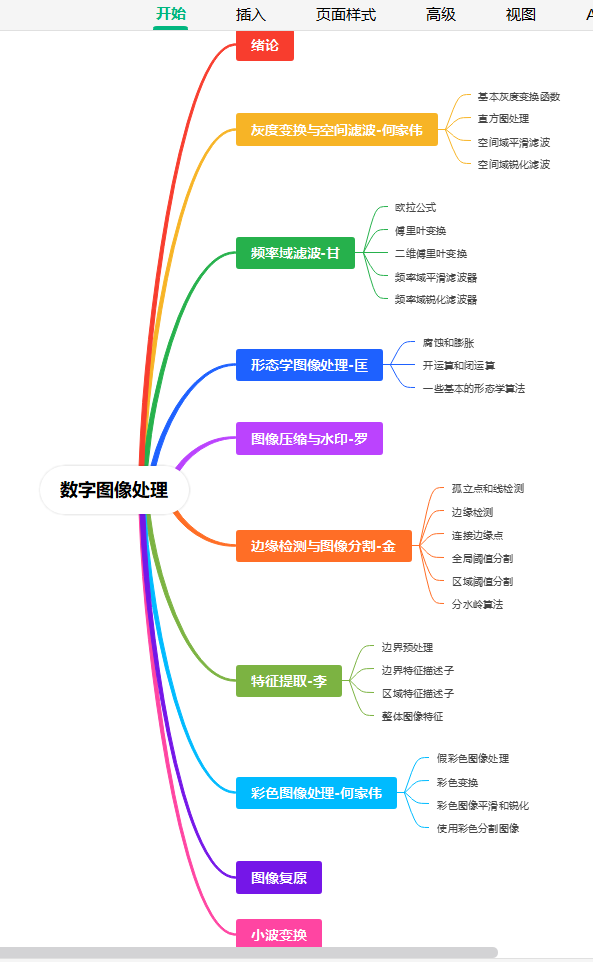 开始 插入 页面样式 高级 视图 A
绪论
灰度变换与空间滤波-何家伟
基本灰度变换函数
直方图处理
空间域平滑滤波
空间域锐化滤波
频率域滤波-甘
欧拉公式
傅里叶变换
二维傅里叶变换
频率域平滑滤波器
频率域锐化滤波器
形态学图像处理-匡
腐蚀和膨胀
开运算和闭运算
一些基本的形态学算法
图像压缩与水印-罗
数字图像处理
边缘检测与图像分割-金
孤立点和线检测
边缘检测
连接边缘点
全局阈值分割
区域阈值分割
分水岭算法
特征提取-李
边界预处理
边界特征描述子
区域特征描述子
整体图像特征
彩色图像处理-何家伟
假彩色图像处理
彩色变换
彩色图像平滑和锐化
使用彩色分割图像
图像复原
小波变换